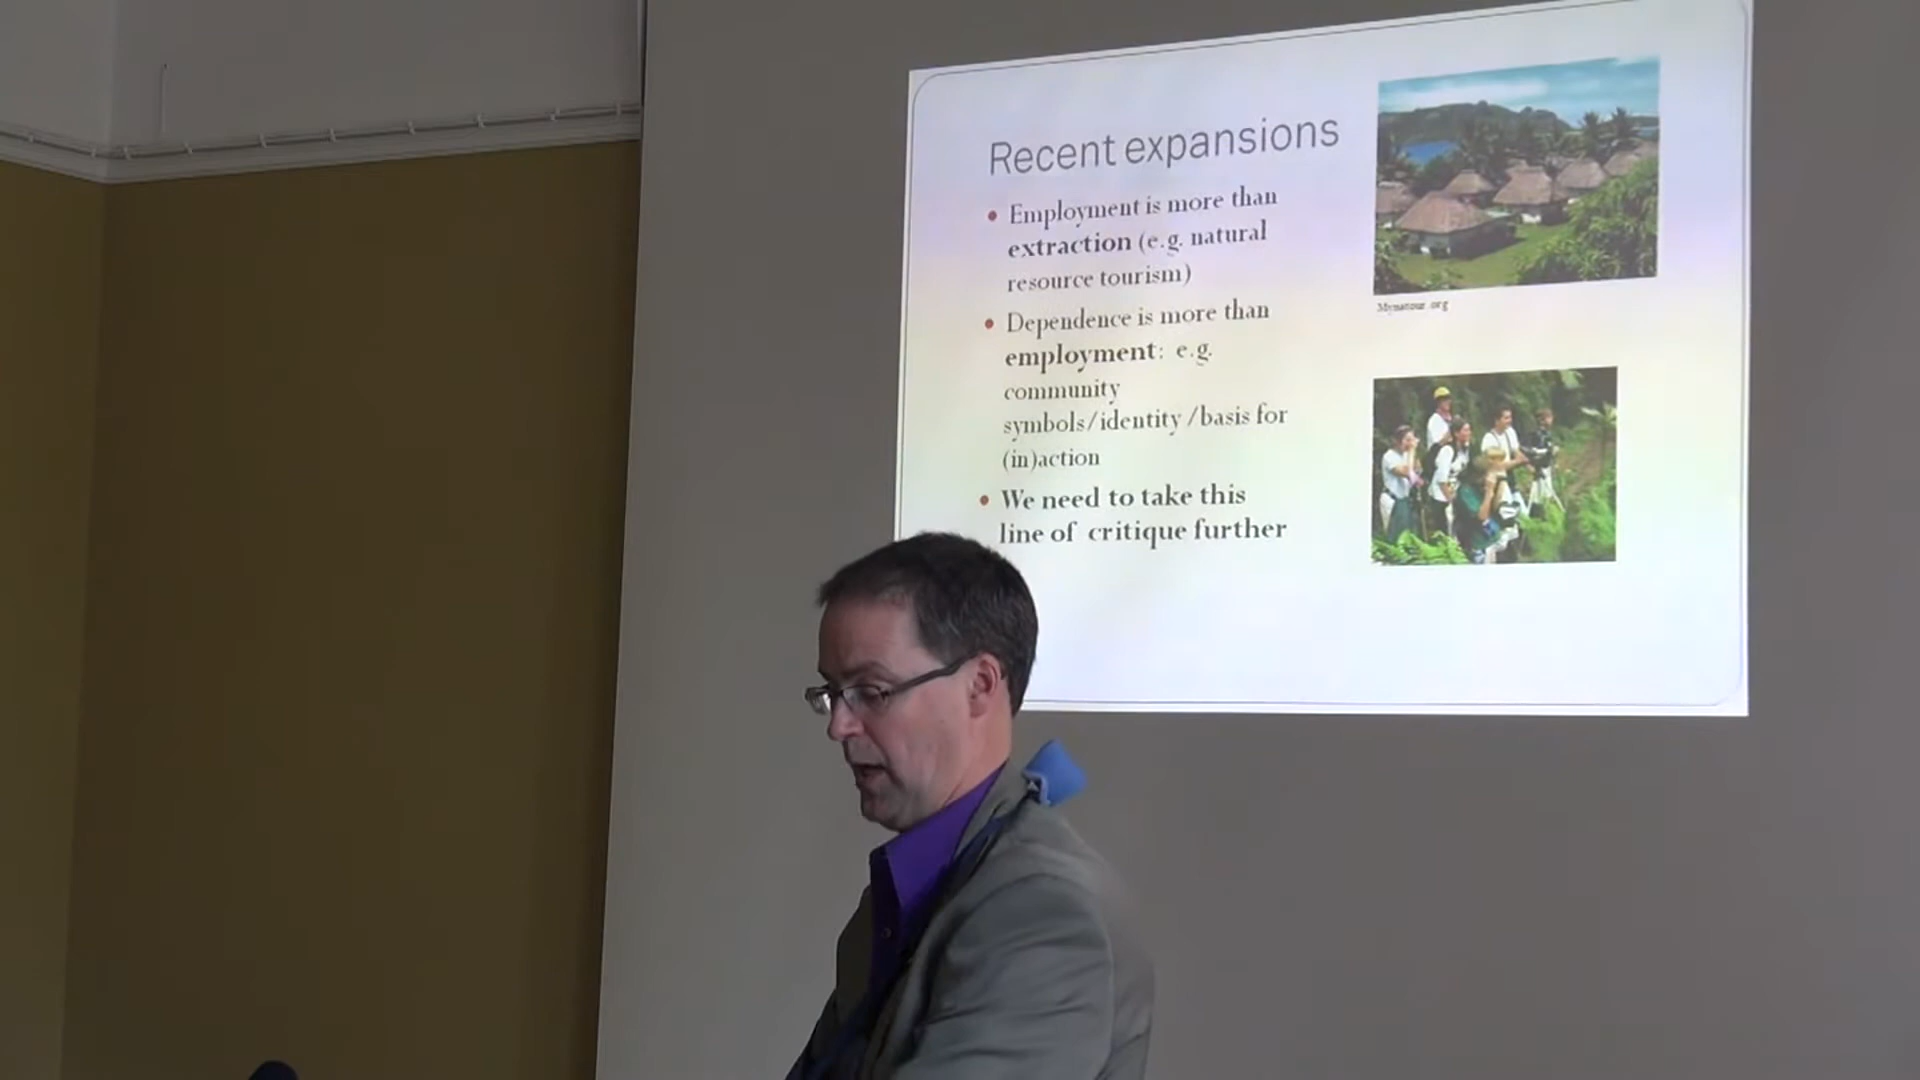 Recent expansions
• Employment is more than
extraction (e.g. natural
resource tourism)
• Dependence is more than
employment: e.g.
community
symbols/identity /basis for
(in)action
• We need to take this
line of critique further